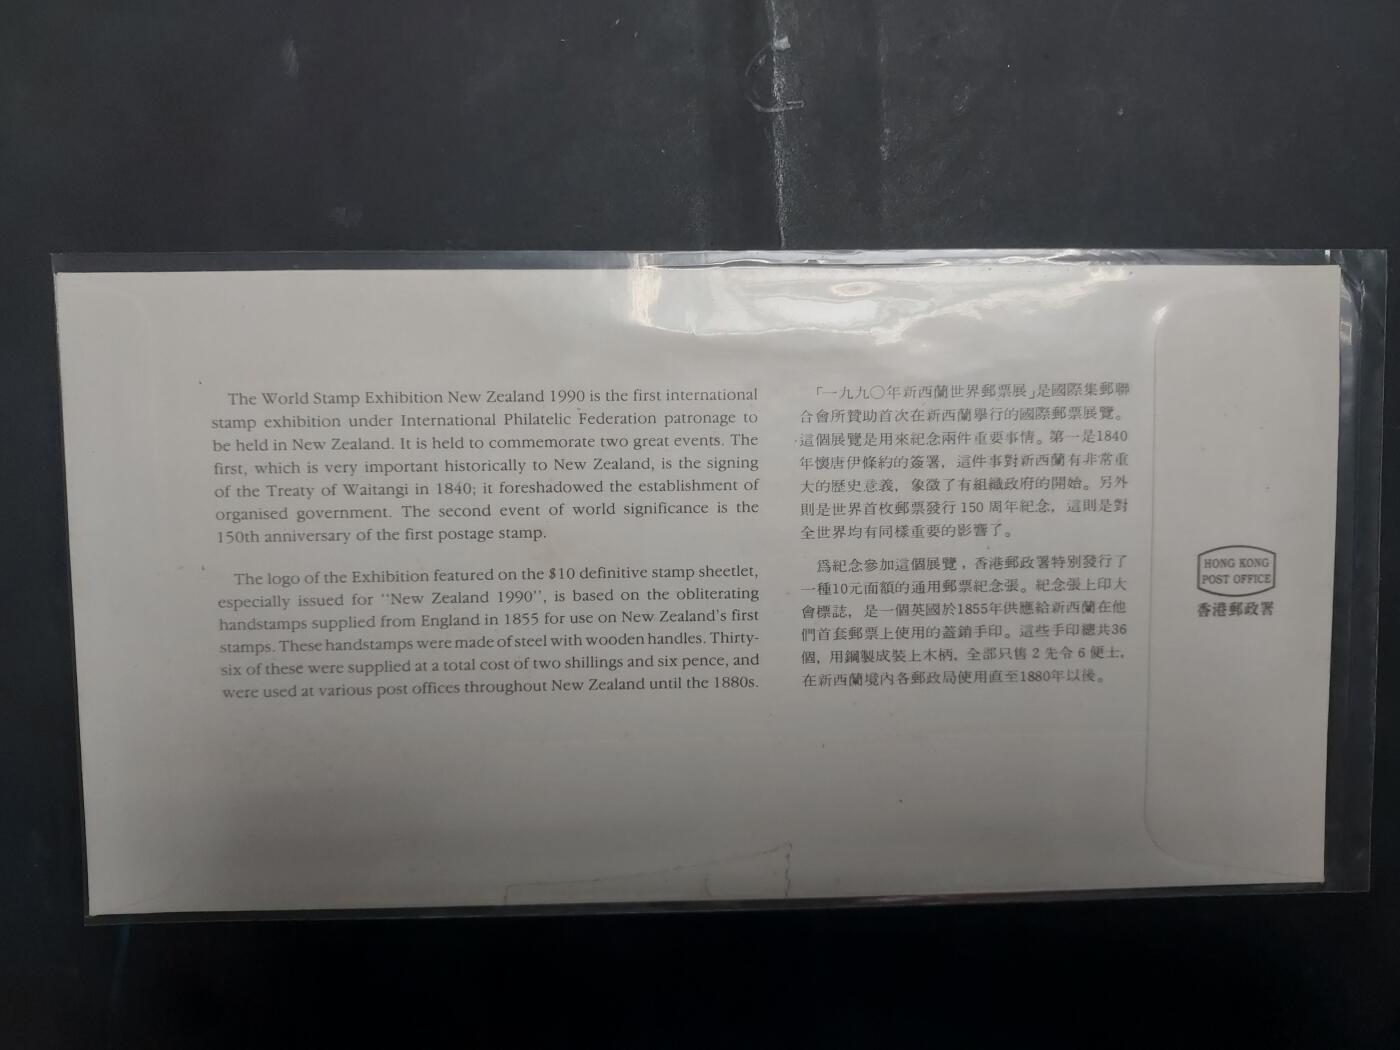 The World Stamp Exhibition New Zealand 1990 is the first international
stamp exhibition under International Philatelic Federation patronage to
be held in New Zealand. It is held to commemorate two great events. The
first, which is very important historically to New Zealand, is the signing
of the Treaty of Waitangi in 1840; it foreshadowed the establishment of
organised government. The second event of world significance is the
150th anniversary of the first postage stamp.
The logo of the Exhibition featured on the $10 definitive stamp sheetlet,
especially issued for "New Zealand 1990", is based on the obliterating
handstamps supplied from England in 1855 for use on New Zealand's first
stamps. These handstamps were made of steel with wooden handles. Thirty-
six of these were supplied at a total cost of two shillings and six pence, and
were used at various post offices throughout New Zealand until the 1880s.
「一九九〇年新西蘭世界郵票展」是國際集郵聯
合會所贊助首次在新西蘭舉行的國際郵票展覽。
這個展覽是用來紀念兩件重要事情。第一是1840
年懷唐伊條約的簽署，這件事對新西蘭有非常重
大的歷史意義，象徵了有組織政府的開始。另外
則是世界首枚郵票發行150周年紀念，這則是對
全世界均有同樣重要的影響了。
爲紀念參加這個展覽，香港郵政署特別發行了
一種10元面額的通用郵票紀念張。紀念張上印大
會標誌，是一個英國於1855年供應給新西蘭在他
們首套郵票上使用的蓋銷手印。這些手印總共36
個，用鋼製成裝上木柄，全部只售2先令6便士，
在新西蘭境內各郵政局使用直至1880年以後。
HONG KONG
POST OFFICE
香港郵政署